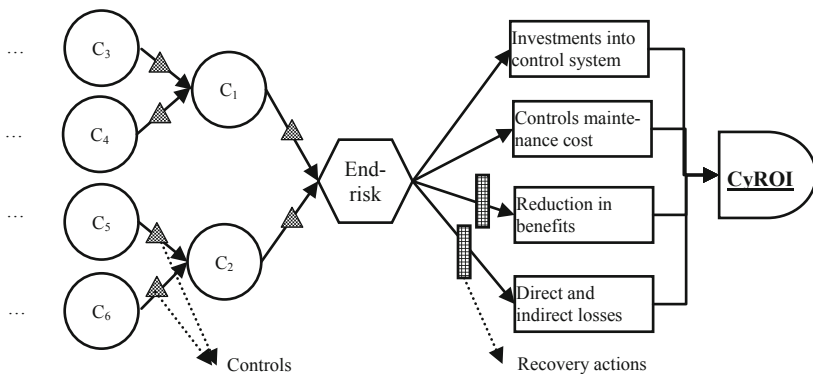 …
C3
C1
…
C4
…
C5
C2
…
C6
Controls
End-
risk
Investments into
control system
Controls mainte-
nance cost
Reduction in
benefits
Direct and
indirect losses
Recovery actions
CyROI